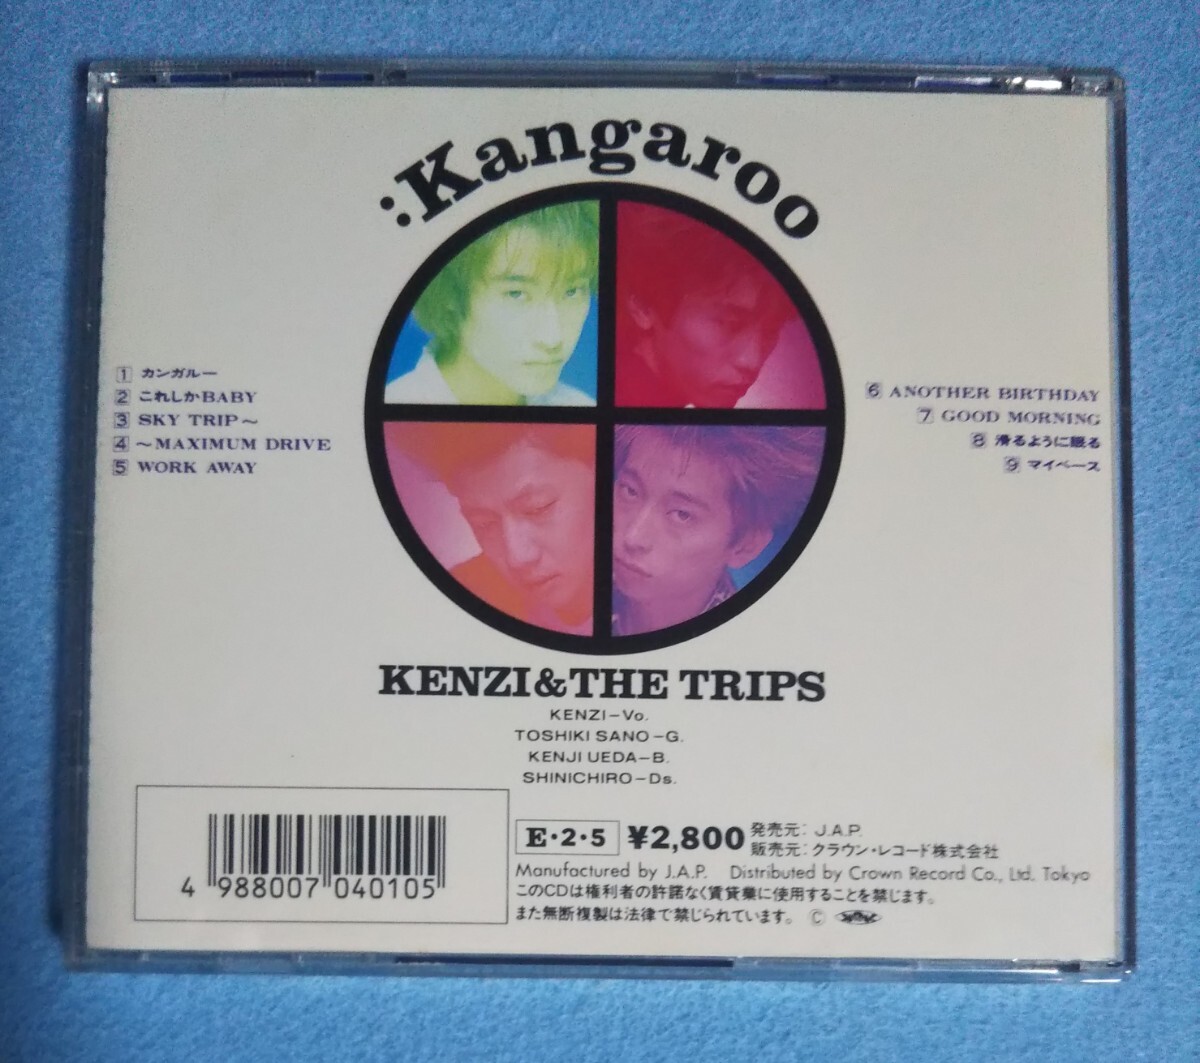 :Kangaroo
1 カンガルー
2 これしかBABY
3 SKY TRIP~
4 ~MAXIMUM DRIVE
5 WORK AWAY
6 ANOTHER BIRTHDAY
7 GOOD MORNING
8 滑るように眠る
9 マイペース
KENZI&THE TRIPS
KENZI-Vo.
TOSHIKI SANO-G.
KENJI UEDA-B.
SHINICHIRO-Ds.
4 988007 040105
E・2・5 ¥2,800 発売元: J.A.P.
販売元: クラウン・レコード株式会社
Manufactured by J.A.P. Distributed by Crown Record Co., Ltd. Tokyo
このCDは権利者の許諾なく賃貸業に使用することを禁じます。
また無断複製は法律で禁じられています。 Ⓒ